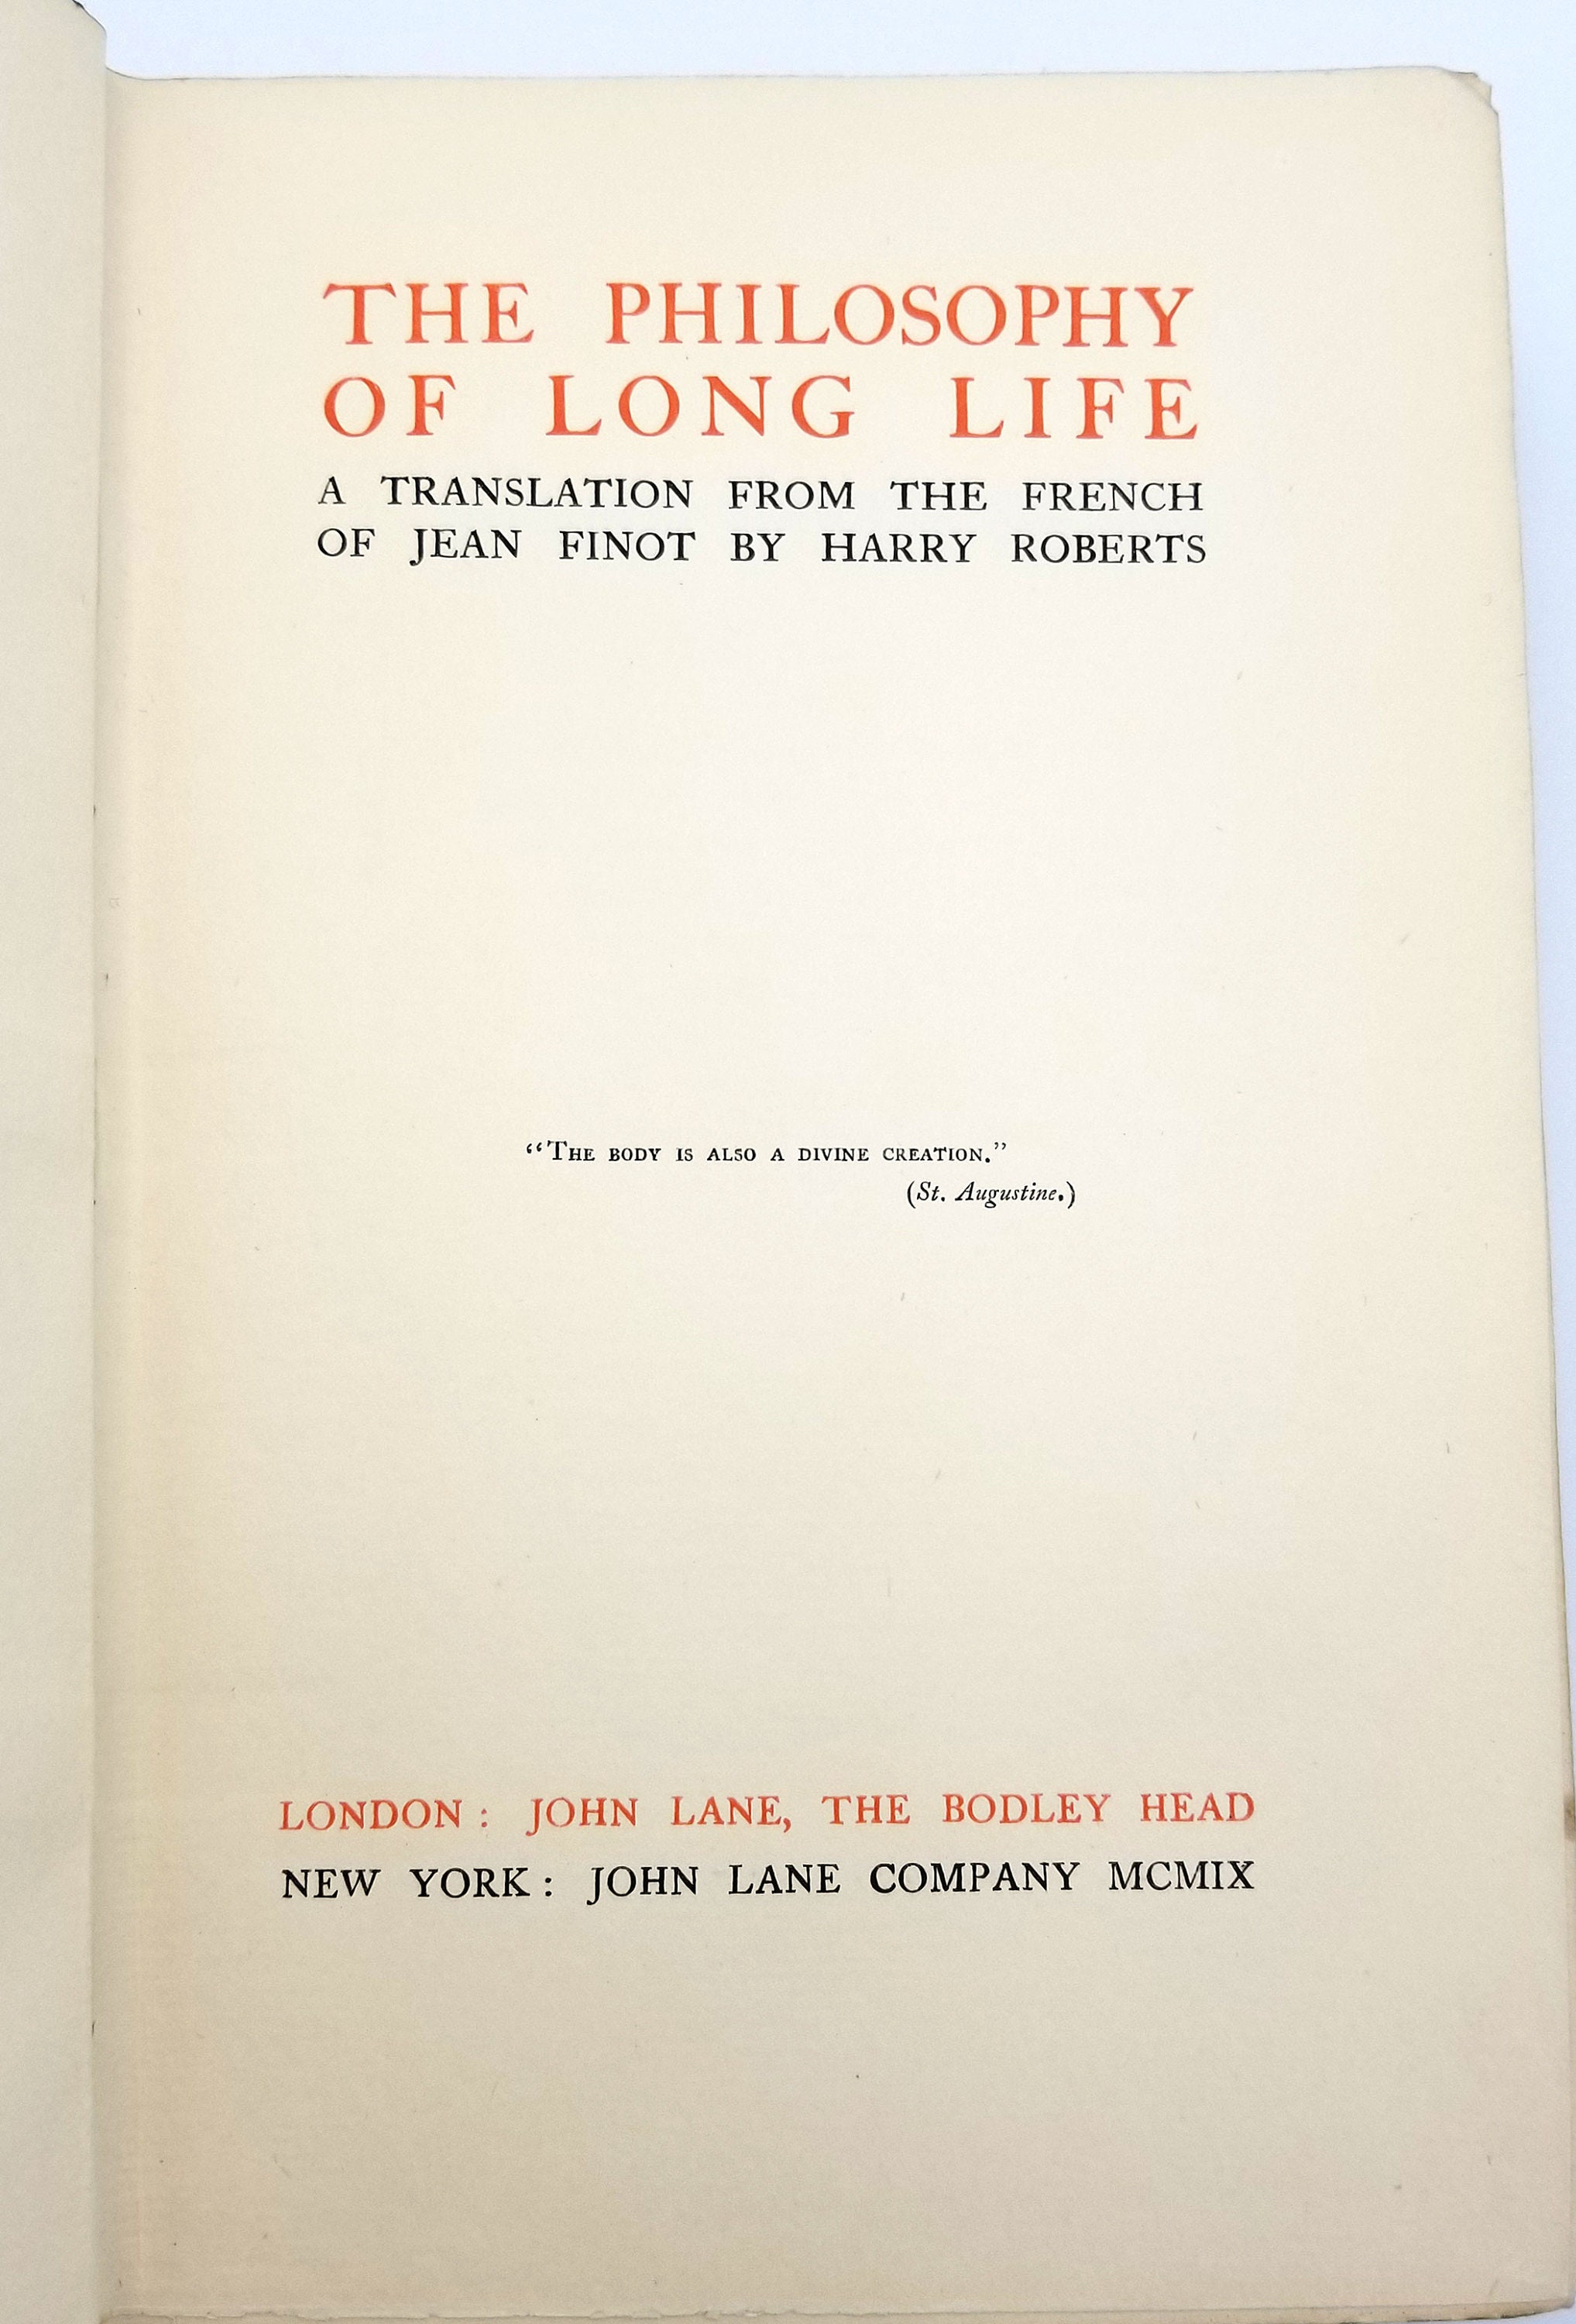 THE PHILOSOPHY
OF LONG LIFE
A TRANSLATION FROM THE FRENCH
OF JEAN FINOT BY HARRY ROBERTS
“THE BODY IS ALSO A DIVINE CREATION.”
(St. Augustine.)
LONDON: JOHN LANE, THE BODLEY HEAD
NEW YORK: JOHN LANE COMPANY MCMIX